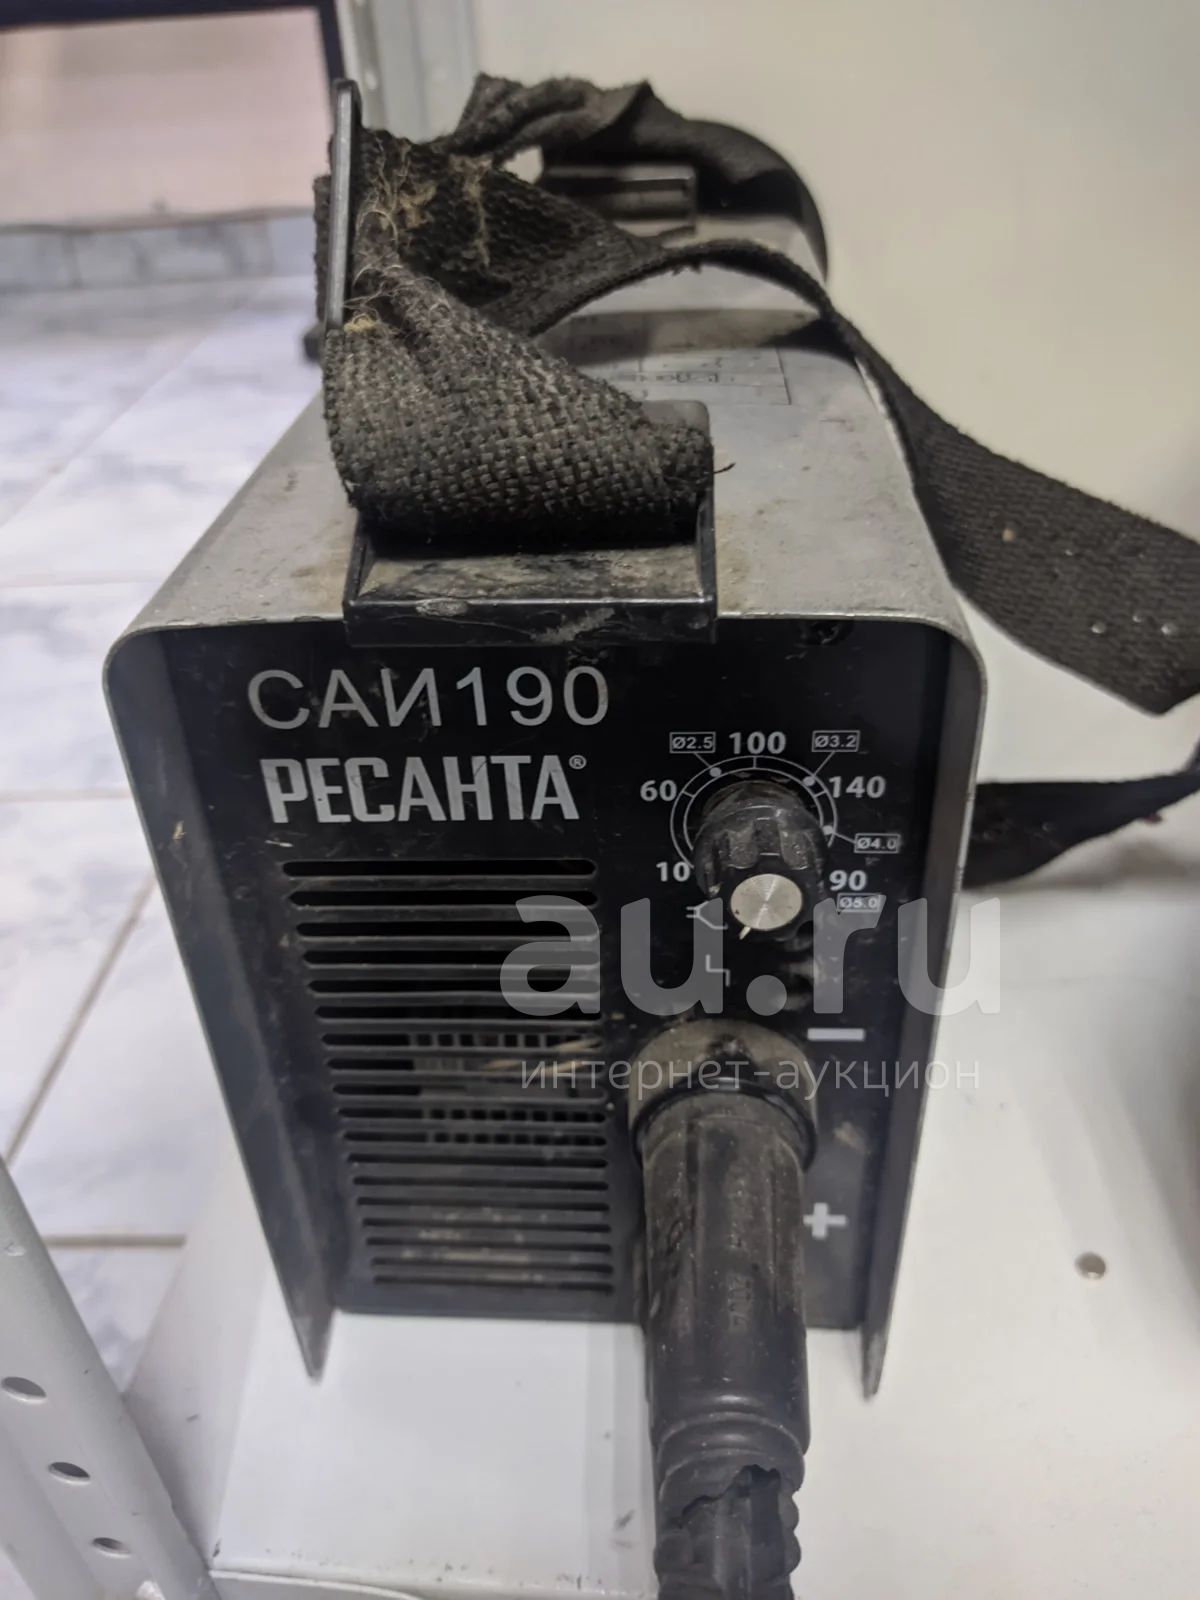 САИ190
РЕСАНТА®
Ø2.5 100 Ø3.2
60 140
Ø4.0
10 90
Ø5.0
au.ru
интернет-аукцион